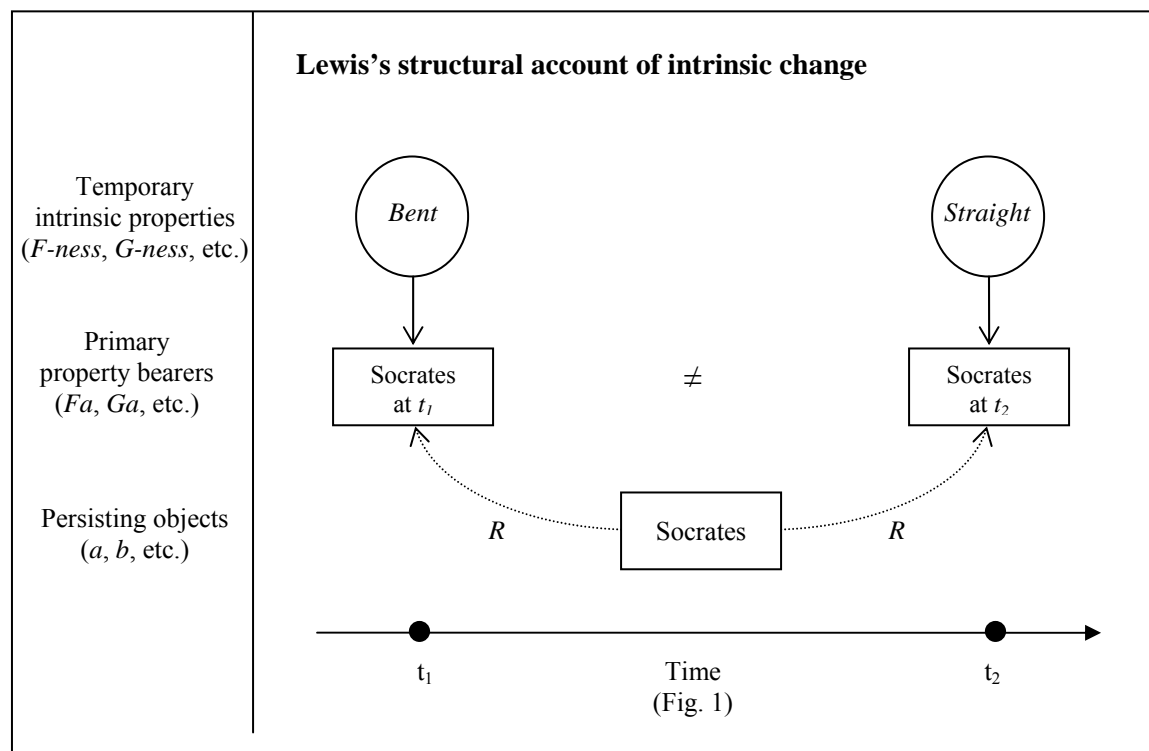 Lewis’s structural account of intrinsic change
Temporary
intrinsic properties
(F-ness, G-ness, etc.)
Bent
Straight
Primary
property bearers
(Fa, Ga, etc.)
Socrates
at t₁
≠
Socrates
at t₂
Persisting objects
(a, b, etc.)
R
Socrates
R
t₁
Time
t₂
(Fig. 1)